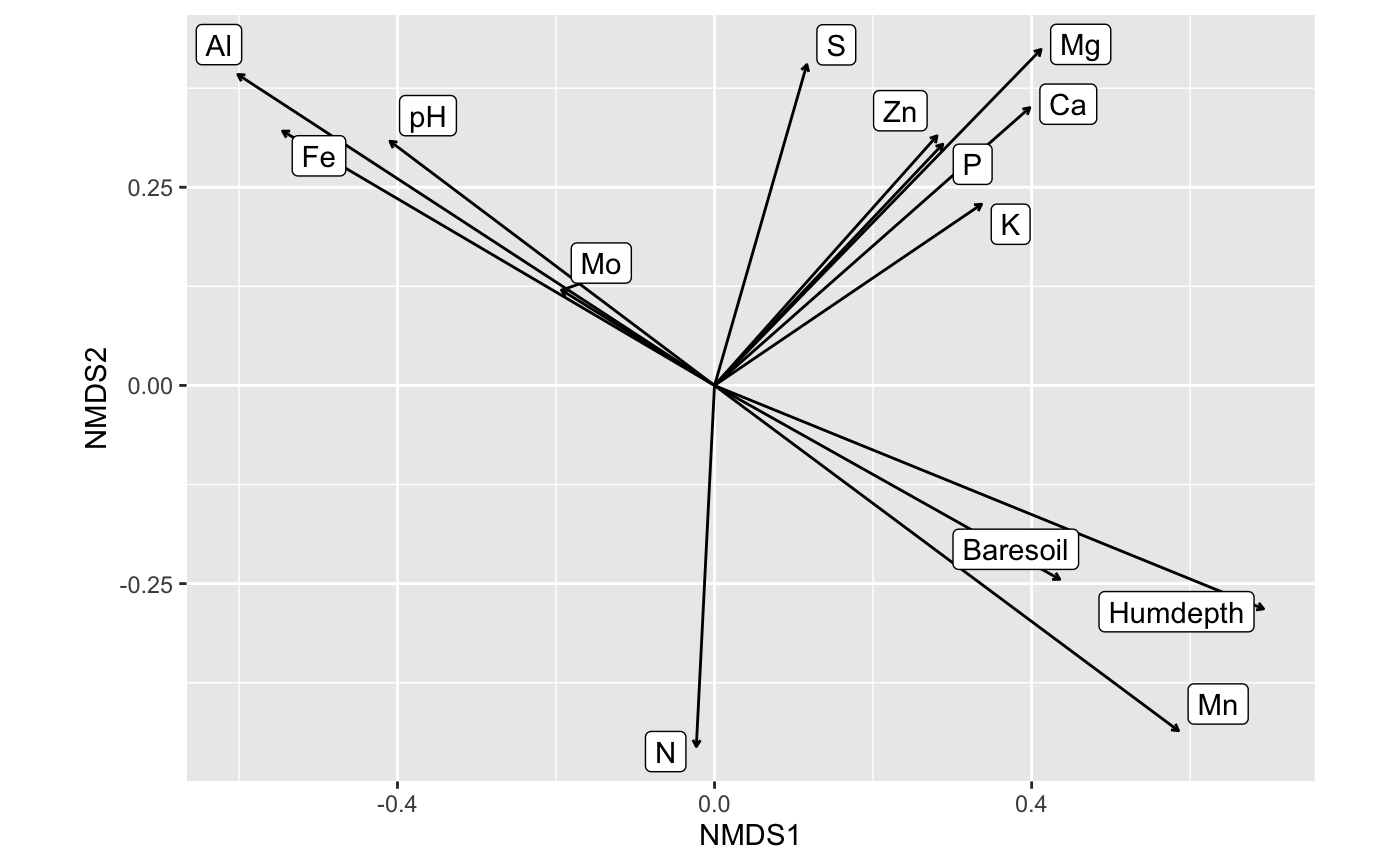 Al
S
Mg
Ca
Zn
pH
Fe
P
K
Mo
Baresoil
Humdepth
Mn
N
0.25
0.00
-0.25
NMDS2
-0.4
0.0
0.4
NMDS1